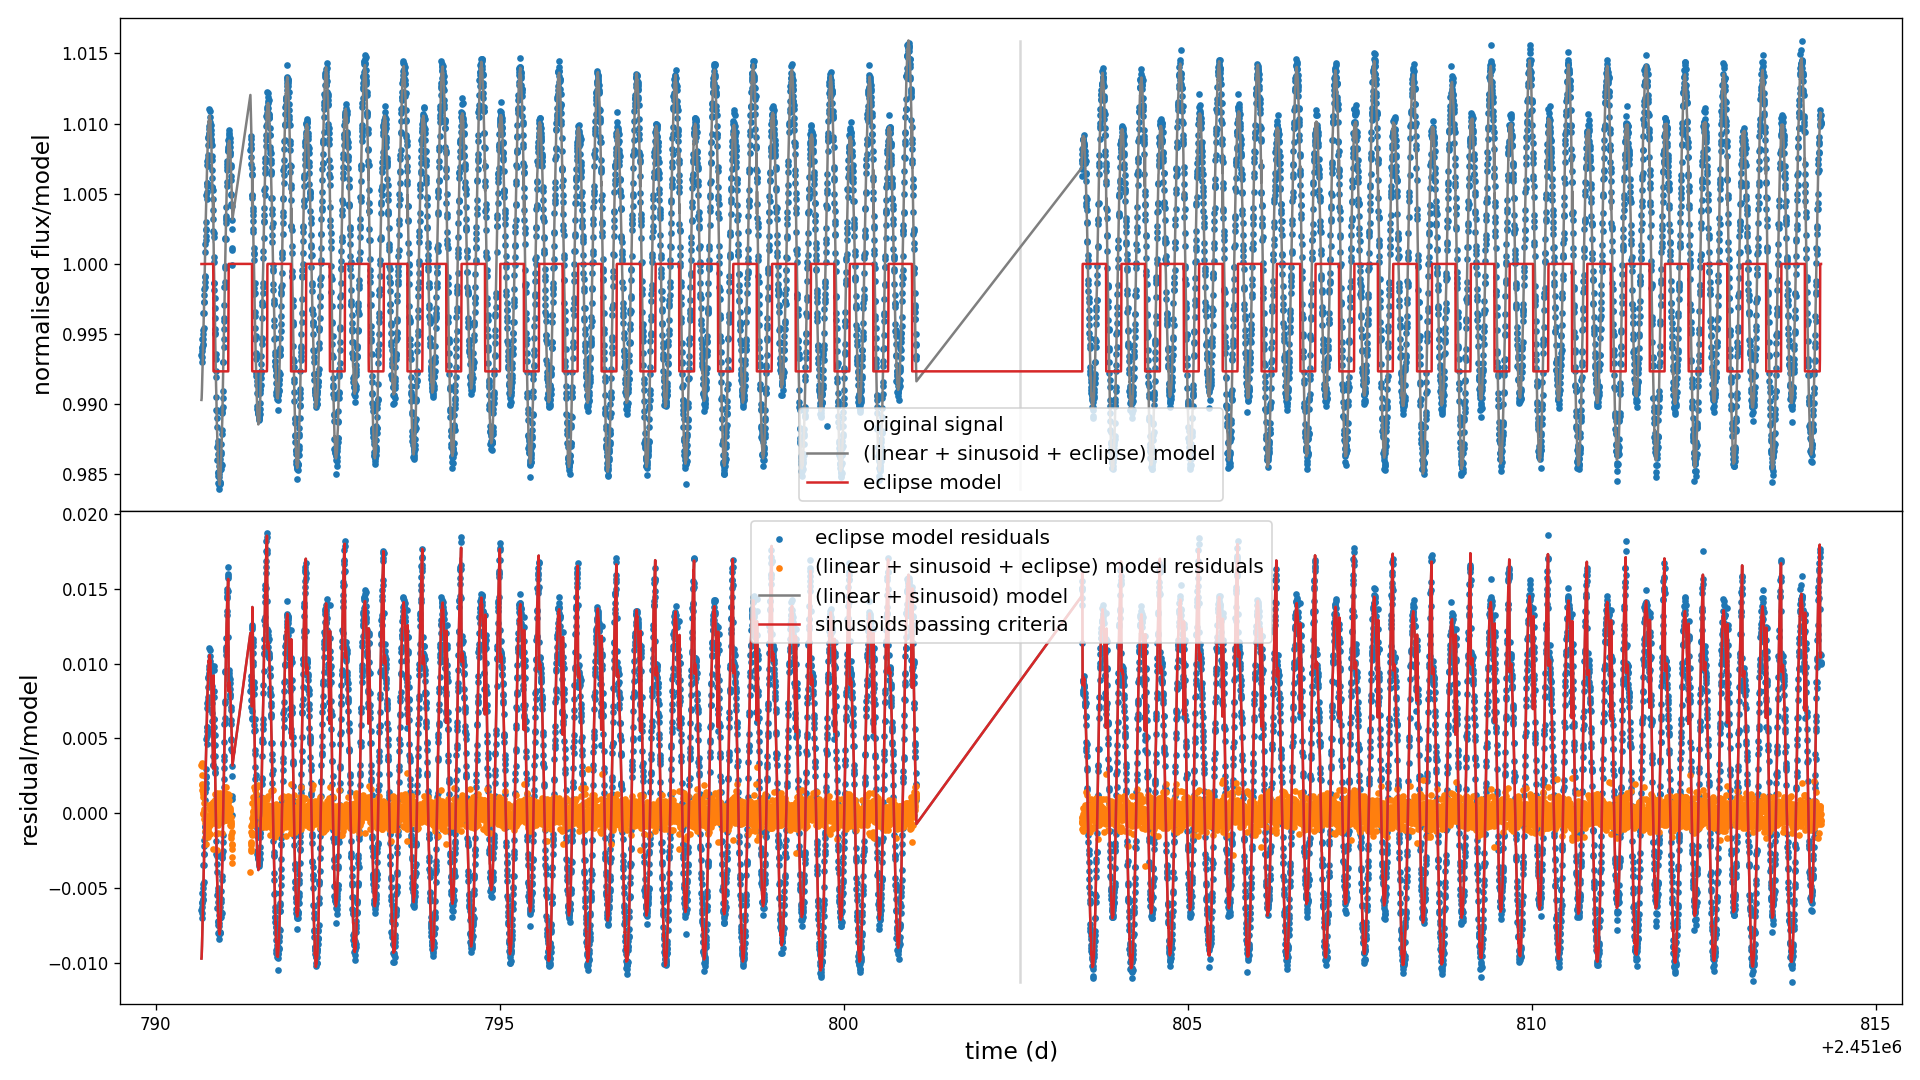 normalised flux/model
1.015
1.010
1.005
1.000
0.995
0.990
0.985
original signal
(linear + sinusoid + eclipse) model
eclipse model
residual/model
0.020
0.015
0.010
0.005
0.000
−0.005
−0.010
eclipse model residuals
(linear + sinusoid + eclipse) model residuals
(linear + sinusoid) model
sinusoids passing criteria
790 795 800 805 810 815
time (d)
+2.451e6